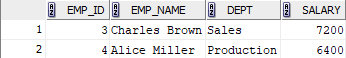 EMP_ID EMP_NAME DEPT SALARY
1 3 Charles Brown Sales 7200
2 4 Alice Miller Production 6400